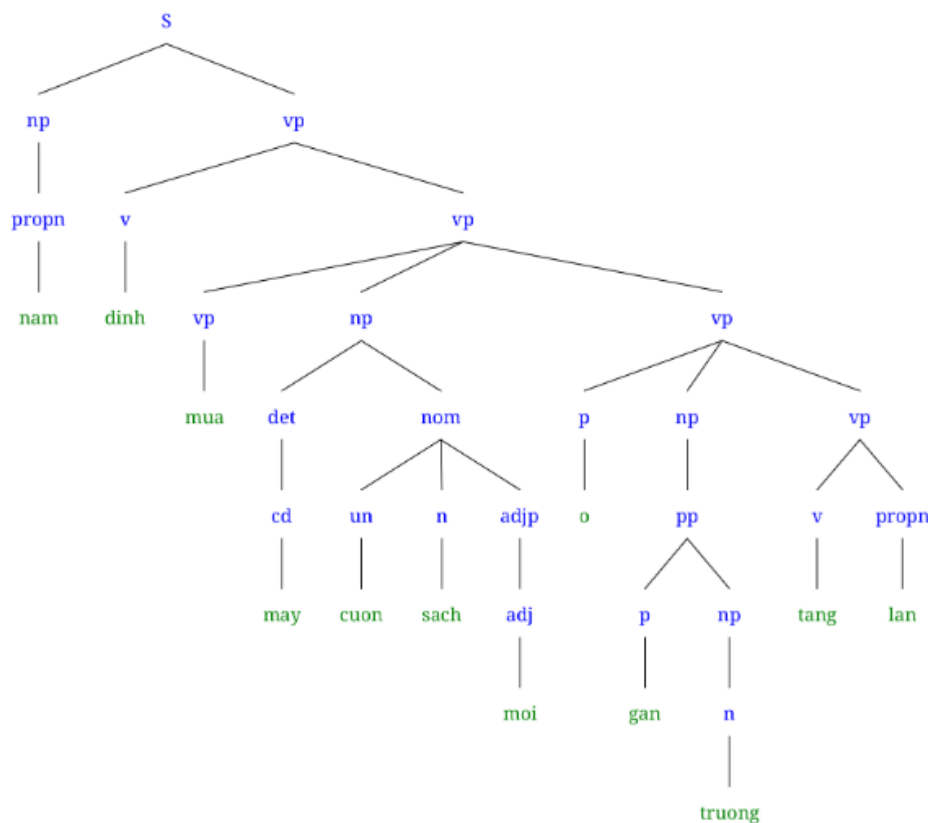 S
np vp
propn v vp
nam dinh vp np vp
mua det nom p np vp
cd un n adjp o pp v propn
may cuon sach adj p np tang lan
moi gan n
truong